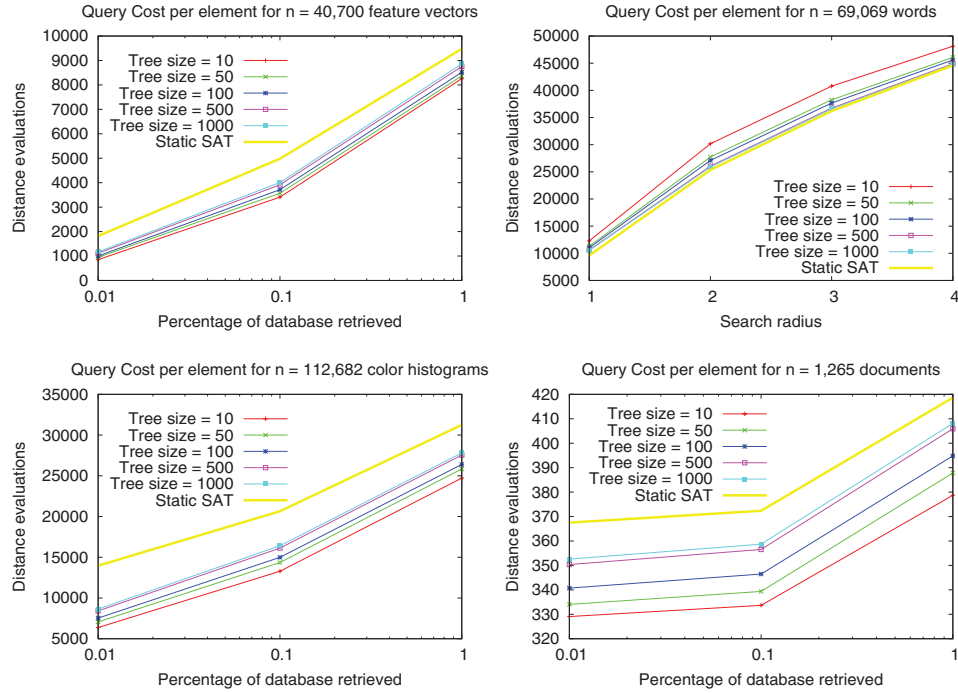 Query Cost per element for n = 40,700 feature vectors
Distance evaluations
10000
9000
8000
7000
6000
5000
4000
3000
2000
1000
0
Tree size = 10
Tree size = 50
Tree size = 100
Tree size = 500
Tree size = 1000
Static SAT
0.01
0.1
1
Percentage of database retrieved
Query Cost per element for n = 69,069 words
Distance evaluations
50000
45000
40000
35000
30000
25000
20000
15000
10000
5000
Tree size = 10
Tree size = 50
Tree size = 100
Tree size = 500
Tree size = 1000
Static SAT
1
2
3
4
Search radius
Query Cost per element for n = 112,682 color histograms
Distance evaluations
35000
30000
25000
20000
15000
10000
5000
Tree size = 10
Tree size = 50
Tree size = 100
Tree size = 500
Tree size = 1000
Static SAT
0.01
0.1
1
Percentage of database retrieved
Query Cost per element for n = 1,265 documents
Distance evaluations
420
410
400
390
380
370
360
350
340
330
320
Tree size = 10
Tree size = 50
Tree size = 100
Tree size = 500
Tree size = 1000
Static SAT
0.01
0.1
1
Percentage of database retrieved